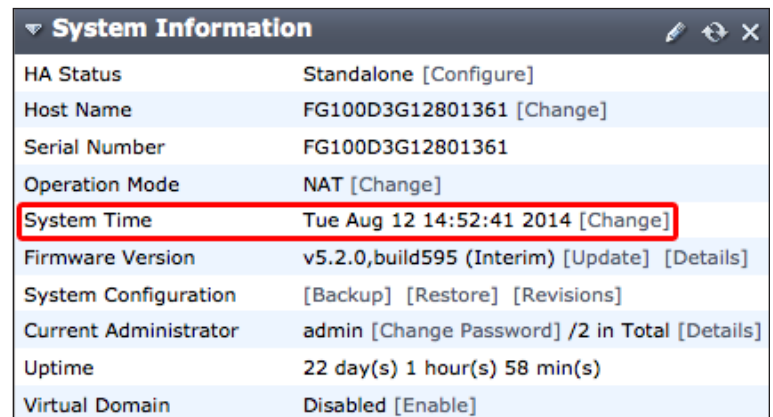 System Information
HA Status Standalone [Configure]
Host Name FG100D3G12801361 [Change]
Serial Number FG100D3G12801361
Operation Mode NAT [Change]
System Time Tue Aug 12 14:52:41 2014 [Change]
Firmware Version v5.2.0,build595 (Interim) [Update] [Details]
System Configuration [Backup] [Restore] [Revisions]
Current Administrator admin [Change Password] /2 in Total [Details]
Uptime 22 day(s) 1 hour(s) 58 min(s)
Virtual Domain Disabled [Enable]